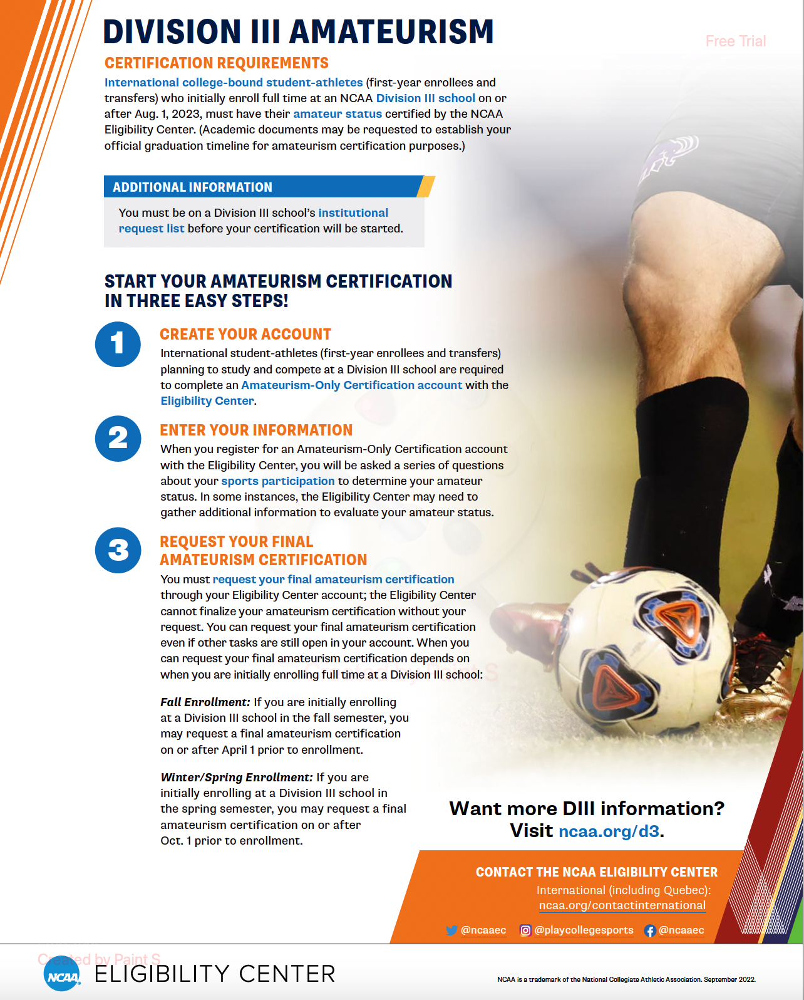 DIVISION III AMATEURISM
Free Trial
CERTIFICATION REQUIREMENTS
International college-bound student-athletes (first-year enrollees and
transfers) who initially enroll full time at an NCAA Division III school on or
after Aug. 1, 2023, must have their amateur status certified by the NCAA
Eligibility Center. (Academic documents may be requested to establish your
official graduation timeline for amateurism certification purposes.)
ADDITIONAL INFORMATION
You must be on a Division III school's institutional
request list before your certification will be started.
START YOUR AMATEURISM CERTIFICATION
IN THREE EASY STEPS!
1
CREATE YOUR ACCOUNT
International student-athletes (first-year enrollees and transfers)
planning to study and compete at a Division III school are required
to complete an Amateurism-Only Certification account with the
Eligibility Center.
2
ENTER YOUR INFORMATION
When you register for an Amateurism-Only Certification account
with the Eligibility Center, you will be asked a series of questions
about your sports participation to determine your amateur
status. In some instances, the Eligibility Center may need to
gather additional information to evaluate your amateur status.
3
REQUEST YOUR FINAL
AMATEURISM CERTIFICATION
You must request your final amateurism certification
through your Eligibility Center account; the Eligibility Center
cannot finalize your amateurism certification without your
request. You can request your final amateurism certification
even if other tasks are still open in your account. When you
can request your final amateurism certification depends on
when you are initially enrolling full time at a Division III school:
Fall Enrollment: If you are initially enrolling
at a Division III school in the fall semester, you
may request a final amateurism certification
on or after April 1 prior to enrollment.
Winter/Spring Enrollment: If you are
initially enrolling at a Division III school in
the spring semester, you may request a final
amateurism certification on or after
Oct. 1 prior to enrollment.
Want more DIII information?
Visit ncaa.org/d3.
CONTACT THE NCAA ELIGIBILITY CENTER
International (including Quebec):
ncaa.org/contactinternational
@ncaaec @playcollegesports @ncaaec
Created by Paint S
NCAA ELIGIBILITY CENTER
NCAA is a trademark of the National Collegiate Athletic Association. September 2022.